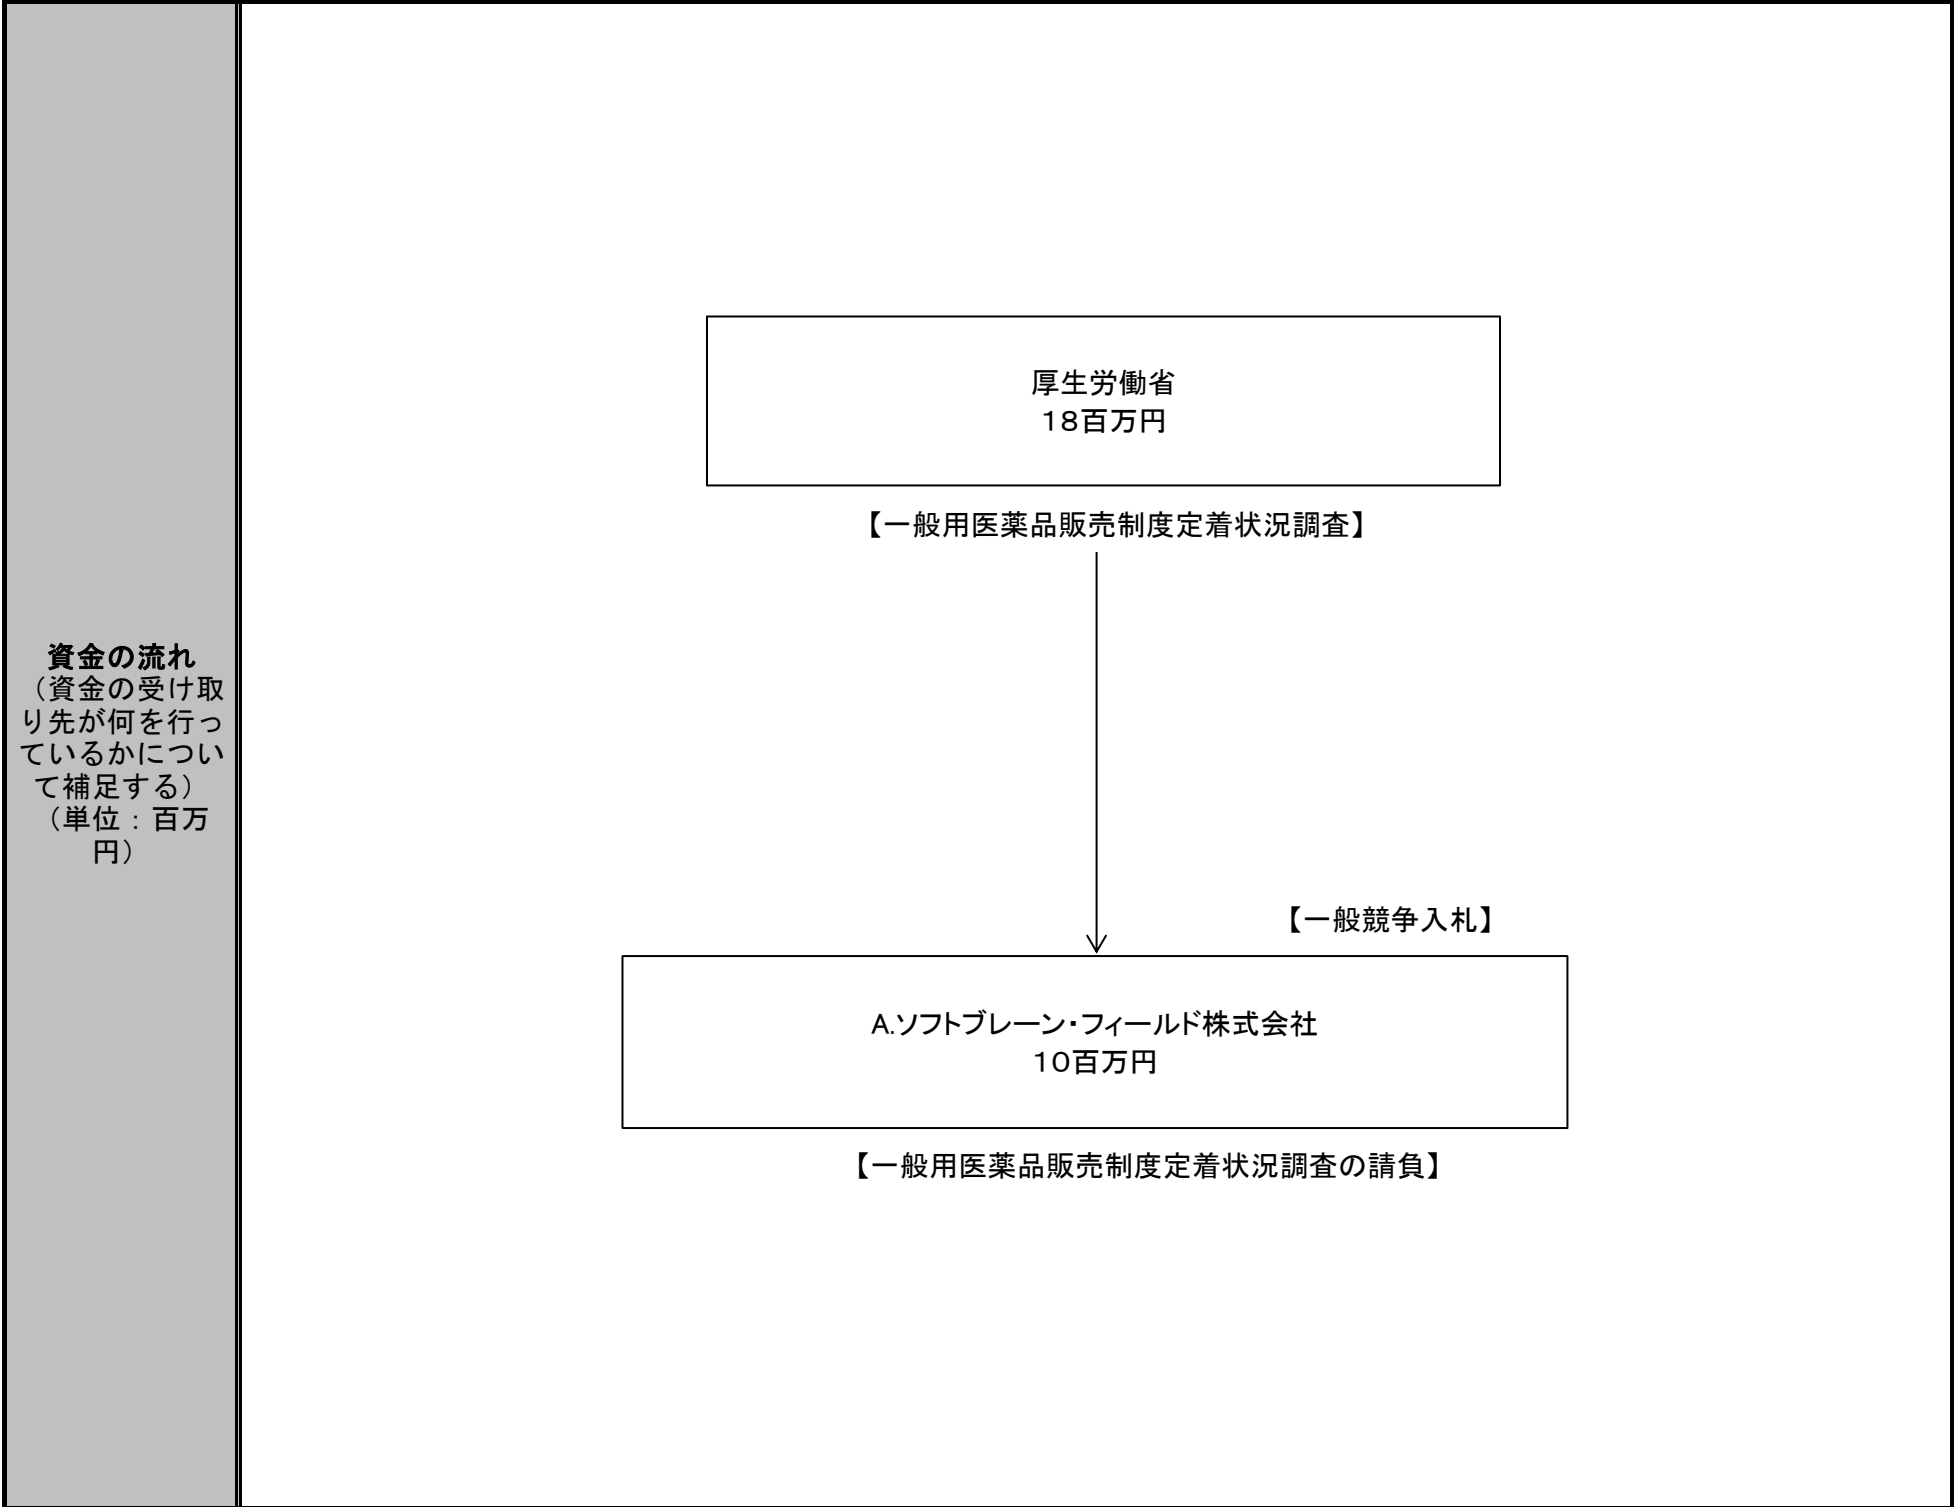 資金の流れ
（資金の受け取
り先が何を行っ
ているかについ
て補足する）
（単位：百万
円）
厚生労働省
１８百万円
【一般用医薬品販売制度定着状況調査】
【一般競争入札】
A.ソフトブレーン・フィールド株式会社
１０百万円
【一般用医薬品販売制度定着状況調査の請負】